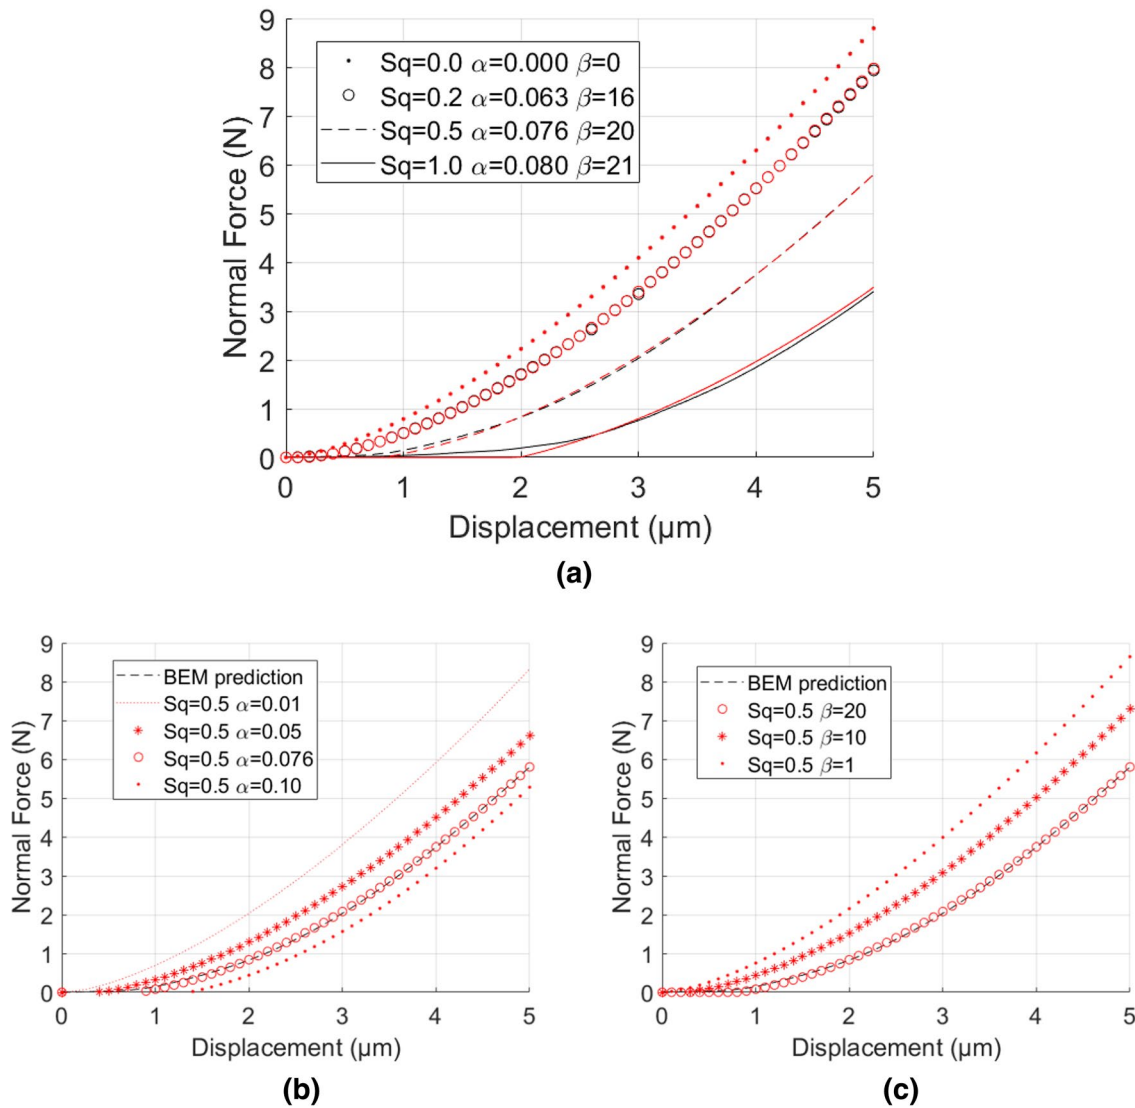 9
8
7
6
5
4
3
2
1
0
Normal Force (N)
Sq=0.0 α=0.000 β=0
Sq=0.2 α=0.063 β=16
Sq=0.5 α=0.076 β=20
Sq=1.0 α=0.080 β=21
0 1 2 3 4 5
Displacement (μm)
(a)
9
8
7
6
5
4
3
2
1
0
Normal Force (N)
BEM prediction
Sq=0.5 α=0.01
Sq=0.5 α=0.05
Sq=0.5 α=0.076
Sq=0.5 α=0.10
0 1 2 3 4 5
Displacement (μm)
(b)
9
8
7
6
5
4
3
2
1
0
Normal Force (N)
BEM prediction
Sq=0.5 β=20
Sq=0.5 β=10
Sq=0.5 β=1
0 1 2 3 4 5
Displacement (μm)
(c)